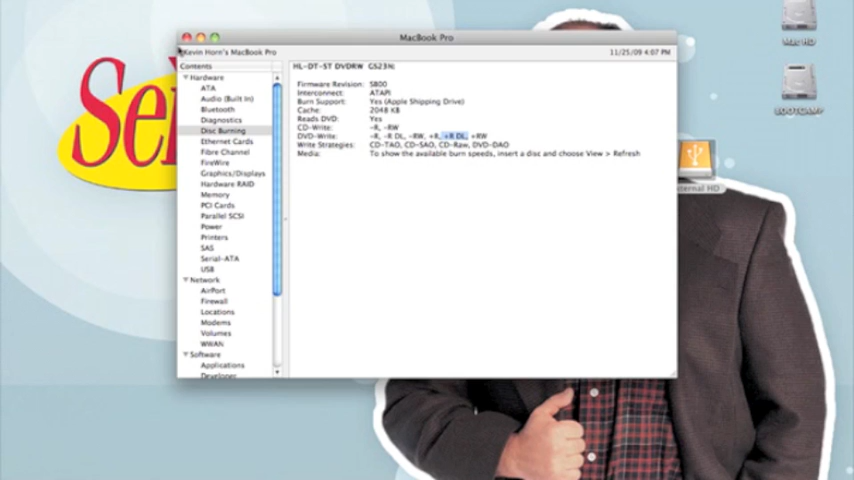 MacBook Pro
Kevin Horn's MacBook Pro
11/25/09 4:07 PM
Contents
Hardware
ATA
Audio (Built In)
Bluetooth
Diagnostics
Disc Burning
Ethernet Cards
Fibre Channel
FireWire
Graphics/Displays
Hardware RAID
Memory
PCI Cards
Parallel SCSI
Power
Printers
SAS
Serial-ATA
USB
Network
AirPort
Firewall
Locations
Modems
Volumes
WWAN
Software
Applications
Developer
HL-DT-ST DVDRW GS23N:
Firmware Revision: SB00
Interconnect: ATAPI
Burn Support: Yes (Apple Shipping Drive)
Cache: 2048 KB
Reads DVD: Yes
CD-Write: -R, -RW
DVD-Write: -R, -R DL, -RW, +R, +R DL, +RW
Write Strategies: CD-TAO, CD-SAO, CD-Raw, DVD-DAO
Media: To show the available burn speeds, insert a disc and choose View > Refresh
Mac HD
BOOTCAMP
HD
Se